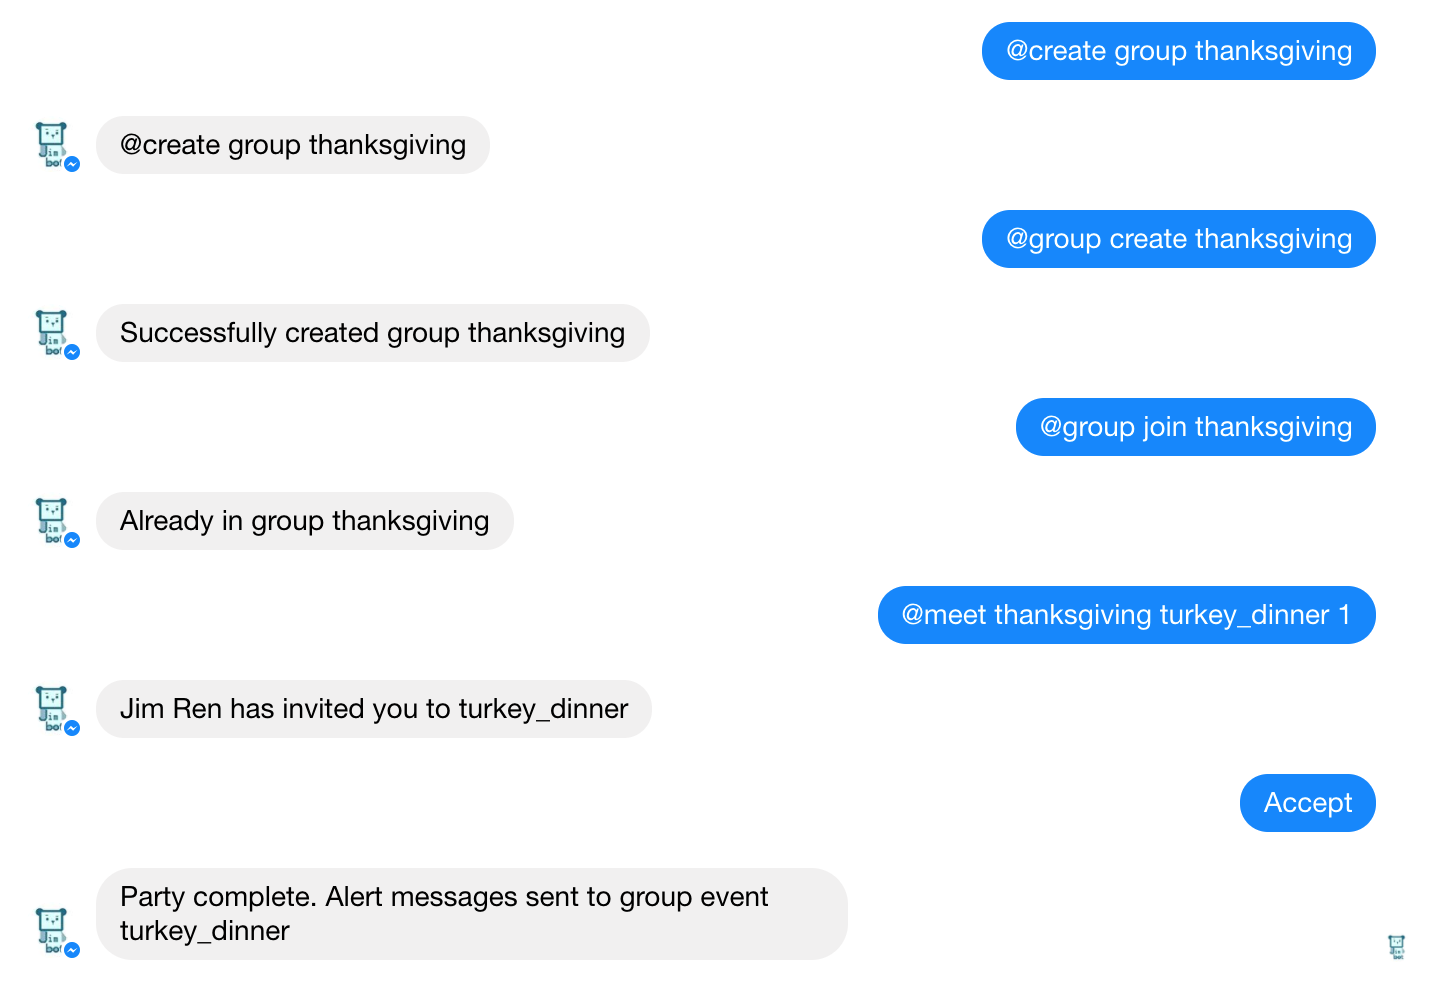 @create group thanksgiving
@create group thanksgiving
@group create thanksgiving
Successfully created group thanksgiving
@group join thanksgiving
Already in group thanksgiving
@meet thanksgiving turkey_dinner 1
Jim Ren has invited you to turkey_dinner
Accept
Party complete. Alert messages sent to group event
turkey_dinner